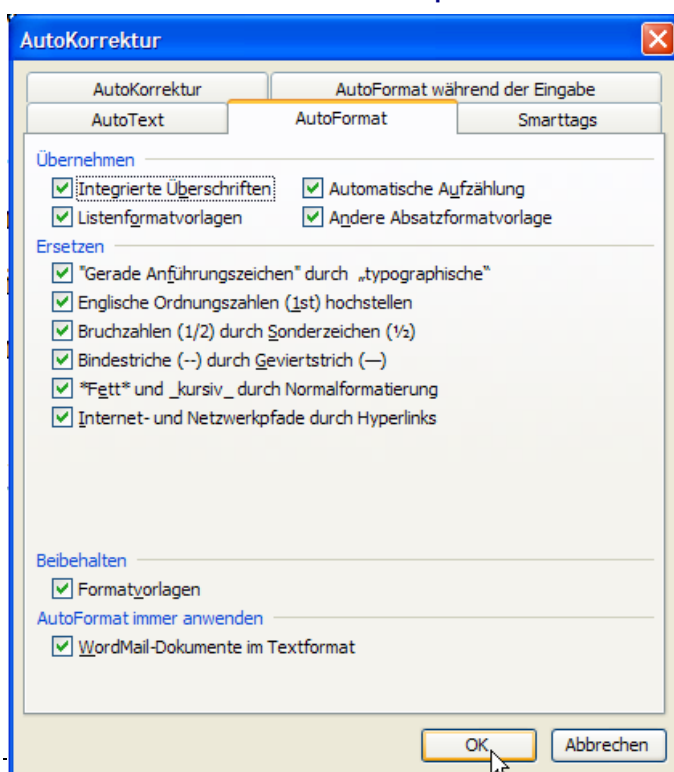 AutoKorrektur
AutoKorrektur AutoFormat während der Eingabe
AutoText AutoFormat Smarttags
Übernehmen
Integrierte Überschriften Automatische Aufzählung
Listenformatvorlagen Andere Absatzformatvorlage
Ersetzen
"Gerade Anführungszeichen" durch „typographische“
Englische Ordnungszahlen (1st) hochstellen
Bruchzahlen (1/2) durch Sonderzeichen (½)
Bindestriche (--) durch Geviertstrich (—)
*Fett* und _kursiv_ durch Normalformatierung
Internet- und Netzwerkpfade durch Hyperlinks
Beibehalten
Formatvorlagen
AutoFormat immer anwenden
WordMail-Dokumente im Textformat
OK Abbrechen